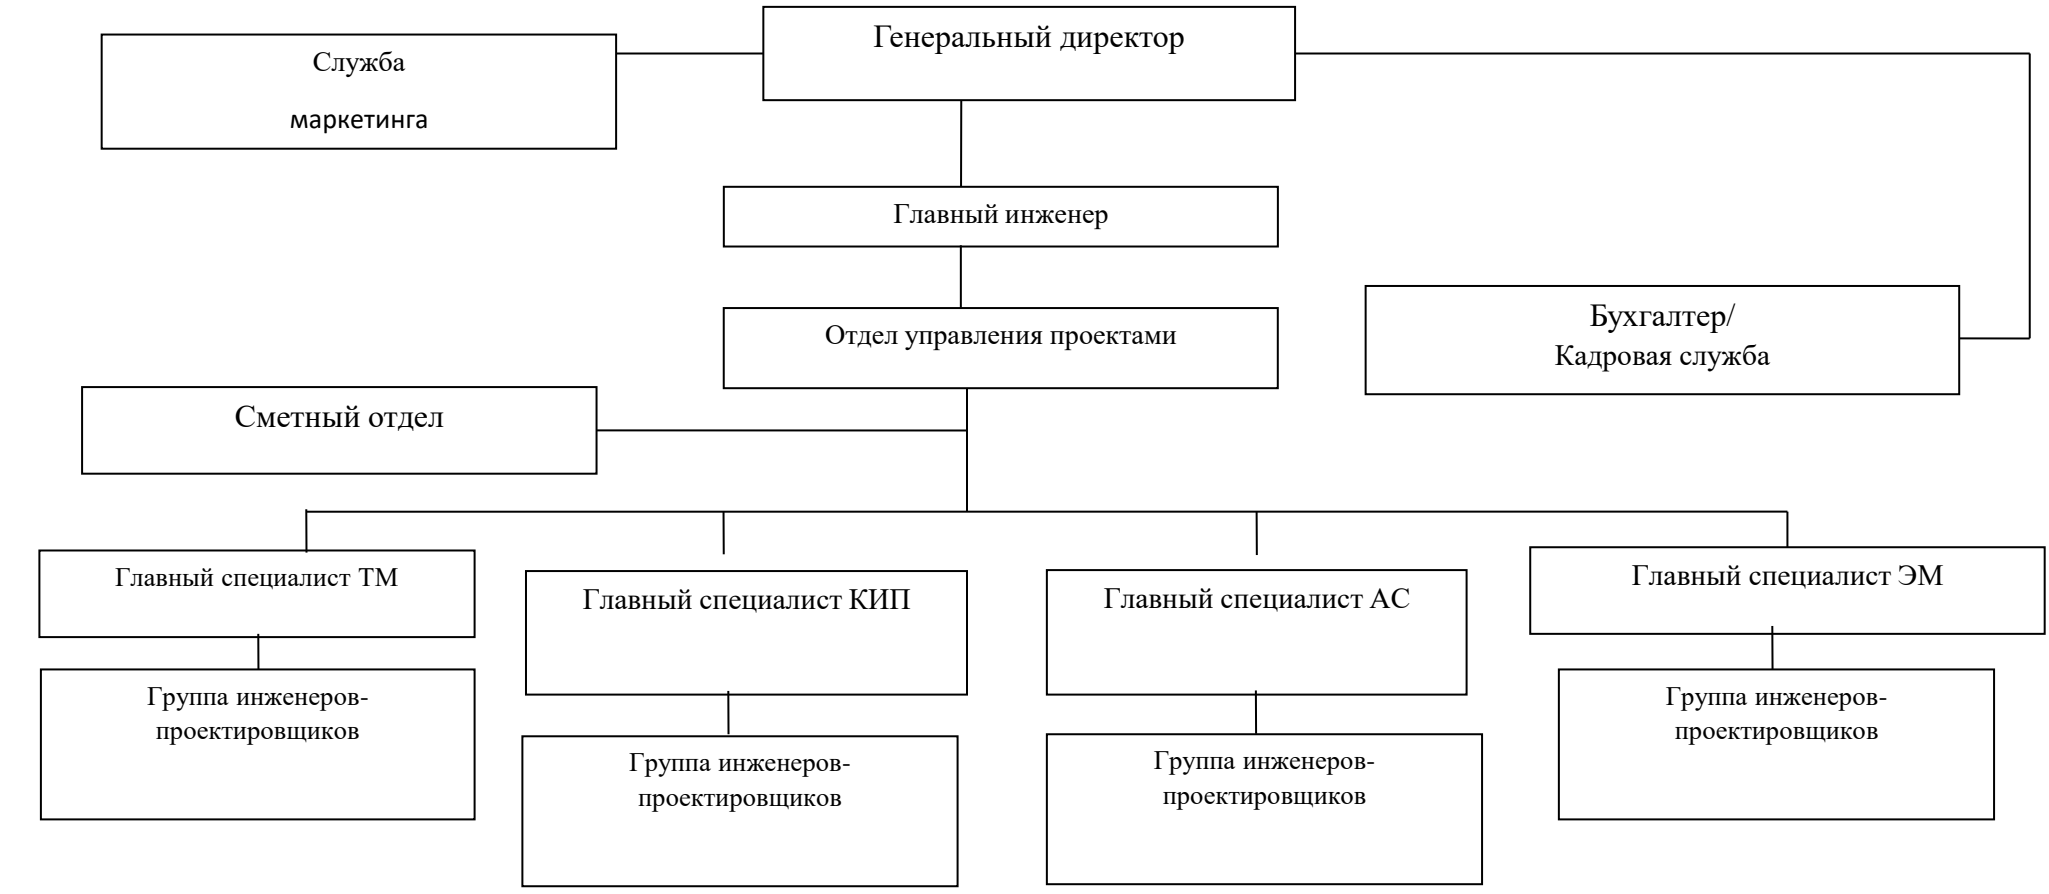 Генеральный директор
Служба
маркетинга
Главный инженер
Бухгалтер/
Кадровая служба
Отдел управления проектами
Сметный отдел
Главный специалист ТМ
Главный специалист КИП
Главный специалист АС
Главный специалист ЭМ
Группа инженеров-
проектировщиков
Группа инженеров-
проектировщиков
Группа инженеров-
проектировщиков
Группа инженеров-
проектировщиков